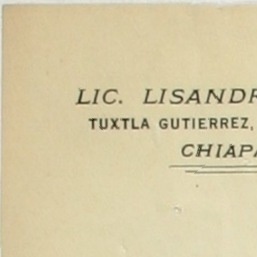 LIC. LISANDR
TUXTLA GUTIERREZ,
CHIAPA